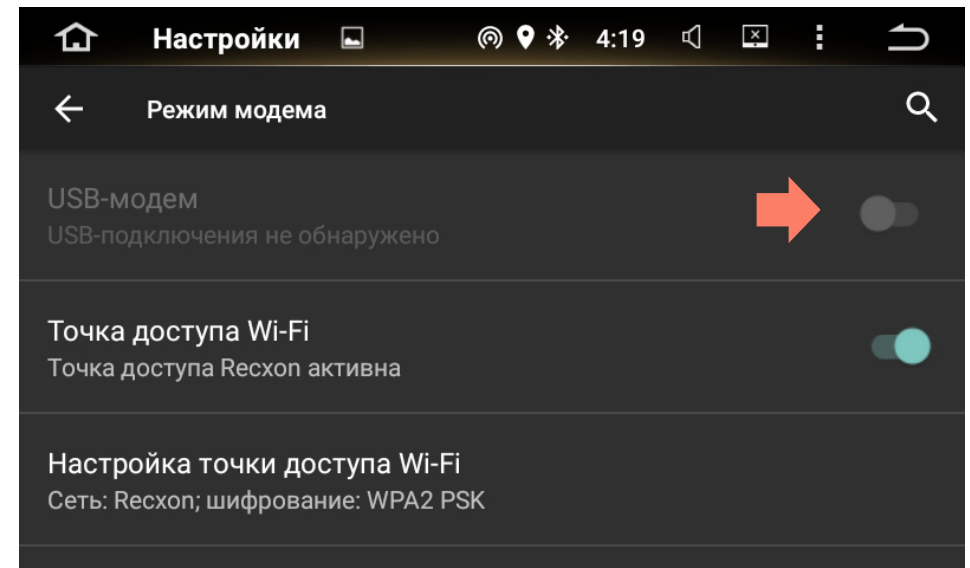 Настройки 4:19
Режим модема
USB-модем
USB-подключения не обнаружено
Точка доступа Wi-Fi
Точка доступа Recxon активна
Настройка точки доступа Wi-Fi
Сеть: Recxon; шифрование: WPA2 PSK